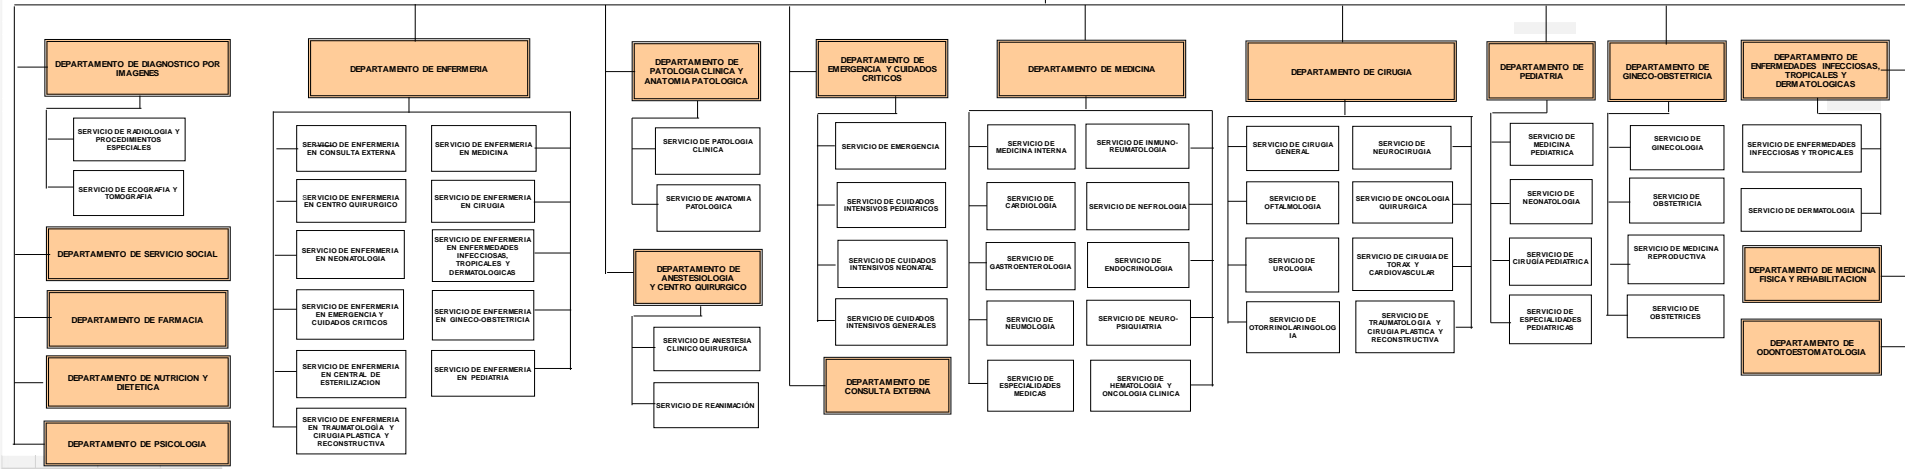 DEPARTAMENTO DE DIAGNOSTICO POR
IMAGENES
SERVICIO DE RADIOLOGIA Y
PROCEDIMIENTOS
ESPECIALES
SERVICIO DE ECOGRAFIA Y
TOMOGRAFIA
DEPARTAMENTO DE SERVICIO SOCIAL
DEPARTAMENTO DE FARMACIA
DEPARTAMENTO DE NUTRICION Y
DIETETICA
DEPARTAMENTO DE PSICOLOGIA
DEPARTAMENTO DE ENFERMERIA
SERVICIO DE ENFERMERIA
EN CONSULTA EXTERNA
SERVICIO DE ENFERMERIA
EN CENTRO QUIRURGICO
SERVICIO DE ENFERMERIA
EN NEONATOLOGIA
SERVICIO DE ENFERMERIA
EN EMERGENCIA Y
CUIDADOS CRITICOS
SERVICIO DE ENFERMERIA
EN CENTRAL DE
ESTERILIZACION
SERVICIO DE ENFERMERIA
EN TRAUMATOLOGÌA Y
CIRUGIA PLASTICA Y
RECONSTRUCTIVA
SERVICIO DE ENFERMERIA
EN MEDICINA
SERVICIO DE ENFERMERIA
EN CIRUGIA
SERVICIO DE ENFERMERIA
EN ENFERMEDADES
INFECCIOSAS,
TROPICALES Y
DERMATOLOGICAS
SERVICIO DE ENFERMERIA
EN GINECO-OBSTETRICIA
SERVICIO DE ENFERMERIA
EN PEDIATRIA
DEPARTAMENTO DE
PATOLOGIA CLINICA Y
ANATOMIA PATOLOGICA
SERVICIO DE PATOLOGIA
CLINICA
SERVICIO DE ANATOMIA
PATOLOGICA
DEPARTAMENTO DE
ANESTESIOLOGIA
Y CENTRO QUIRURGICO
SERVICIO DE ANESTESIA
CLINICO QUIRURGICA
SERVICIO DE REANIMACIÓN
DEPARTAMENTO DE
EMERGENCIA Y CUIDADOS
CRITICOS
SERVICIO DE EMERGENCIA
SERVICIO DE CUIDADOS
INTENSIVOS PEDIATRICOS
SERVICIO DE CUIDADOS
INTENSIVOS NEONATAL
SERVICIO DE CUIDADOS
INTENSIVOS GENERALES
DEPARTAMENTO DE
CONSULTA EXTERNA
DEPARTAMENTO DE MEDICINA
SERVICIO DE
MEDICINA INTERNA
SERVICIO DE
CARDIOLOGIA
SERVICIO DE
GASTROENTEROLOGIA
SERVICIO DE
NEUMOLOGIA
SERVICIO DE
ESPECIALIDADES
MEDICAS
SERVICIO DE INMUNO-
REUMATOLOGIA
SERVICIO DE NEFROLOGIA
SERVICIO DE
ENDOCRINOLOGIA
SERVICIO DE NEURO-
PSIQUIATRIA
SERVICIO DE
HEMATOLOGIA Y
ONCOLOGIA CLINICA
DEPARTAMENTO DE CIRUGIA
SERVICIO DE CIRUGIA
GENERAL
SERVICIO DE
OFTALMOLOGIA
SERVICIO DE
UROLOGIA
SERVICIO DE
OTORRINOLARINGOLOG
IA
SERVICIO DE
NEUROCIRUGIA
SERVICIO DE ONCOLOGIA
QUIRURGICA
SERVICIO DE CIRUGIA DE
TORAX Y
CARDIOVASCULAR
SERVICIO DE
TRAUMATOLOGIA Y
CIRUGIA PLASTICA Y
RECONSTRUCTIVA
DEPARTAMENTO DE
PEDIATRIA
SERVICIO DE
MEDICINA
PEDIATRICA
SERVICIO DE
NEONATOLOGIA
SERVICIO DE
CIRUGÍA PEDIATRICA
SERVICIO DE
ESPECIALIDADES
PEDIATRICAS
DEPARTAMENTO DE
GINECO-OBSTETRICIA
SERVICIO DE
GINECOLOGIA
SERVICIO DE
OBSTETRICIA
SERVICIO DE MEDICINA
REPRODUCTIVA
SERVICIO DE
OBSTETRICES
DEPARTAMENTO DE
ENFERMEDADES INFECCIOSAS,
TROPICALES Y
DERMATOLOGICAS
SERVICIO DE ENFERMEDADES
INFECCIOSAS Y TROPICALES
SERVICIO DE DERMATOLOGIA
DEPARTAMENTO DE MEDICINA
FISICA Y REHABILITACION
DEPARTAMENTO DE
ODONTOESTOMATOLOGIA